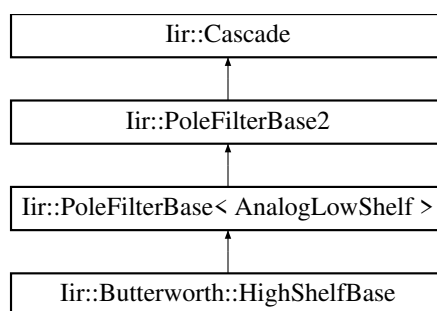 Iir::Cascade
Iir::PoleFilterBase2
Iir::PoleFilterBase< AnalogLowShelf >
Iir::Butterworth::HighShelfBase